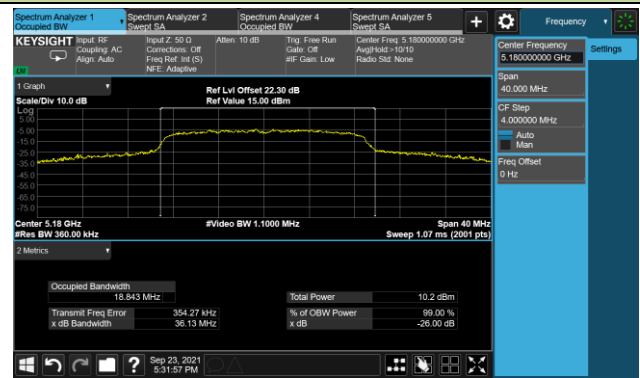 Spectrum Analyzer 1
Occupied BW
Spectrum Analyzer 2
Swept SA
Spectrum Analyzer 4
Occupied BW
Spectrum Analyzer 5
Swept SA
+
Frequency
KEYSIGHT
Input: RF
Coupling: AC
Align: Auto
Input Z: 50 Ω
Corrections: Off
Freq Ref: Int (S)
NFE: Adaptive
Atten: 10 dB
Trig: Free Run
Gate: Off
#IF Gain: Low
Center Freq: 5.180000000 GHz
Avg|Hold:>10/10
Radio Std: None
Center Frequency
5.180000000 GHz
Settings
Span
40.000 MHz
CF Step
4.000000 MHz
Auto
Man
Freq Offset
0 Hz
1 Graph
Scale/Div 10.0 dB
Ref Lvl Offset 22.30 dB
Ref Value 15.00 dBm
Log
5.00
-5.00
-15.0
-25.0
-35.0
-45.0
-55.0
-65.0
-75.0
Center 5.18 GHz
#Res BW 360.00 kHz
#Video BW 1.1000 MHz
Span 40 MHz
Sweep 1.07 ms (2001 pts)
2 Metrics
Occupied Bandwidth
18.843 MHz
Total Power 10.2 dBm
Transmit Freq Error 354.27 kHz
% of OBW Power 99.00 %
x dB Bandwidth 36.13 MHz
x dB -26.00 dB
?
Sep 23, 2021
5:31:57 PM